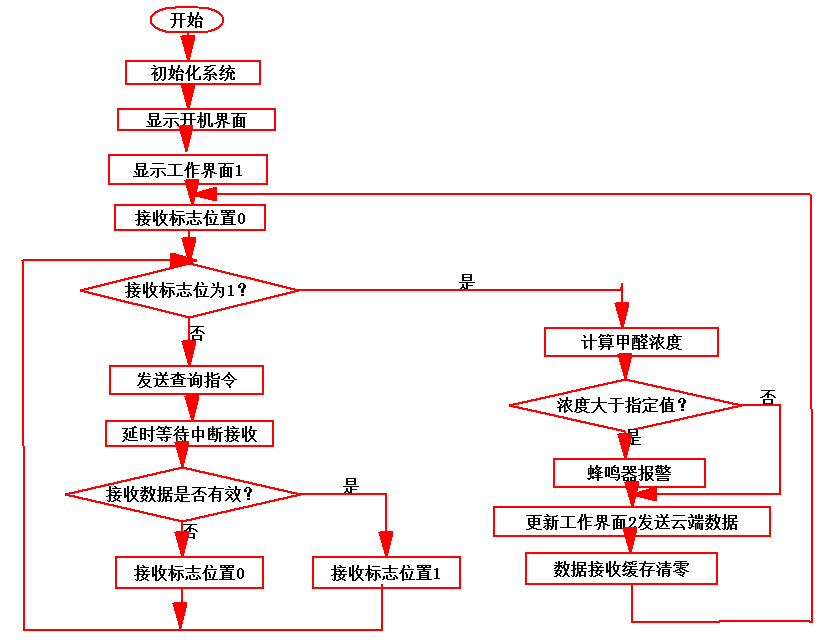 开始
初始化系统
显示开机界面
显示工作界面1
接收标志位置0
接收标志位为1？
是
否
发送查询指令
延时等待中断接收
接收数据是否有效？
是
否
接收标志位置0
接收标志位置1
计算甲醛浓度
浓度大于指定值？
否
是
蜂鸣器报警
更新工作界面2发送云端数据
数据接收缓存清零